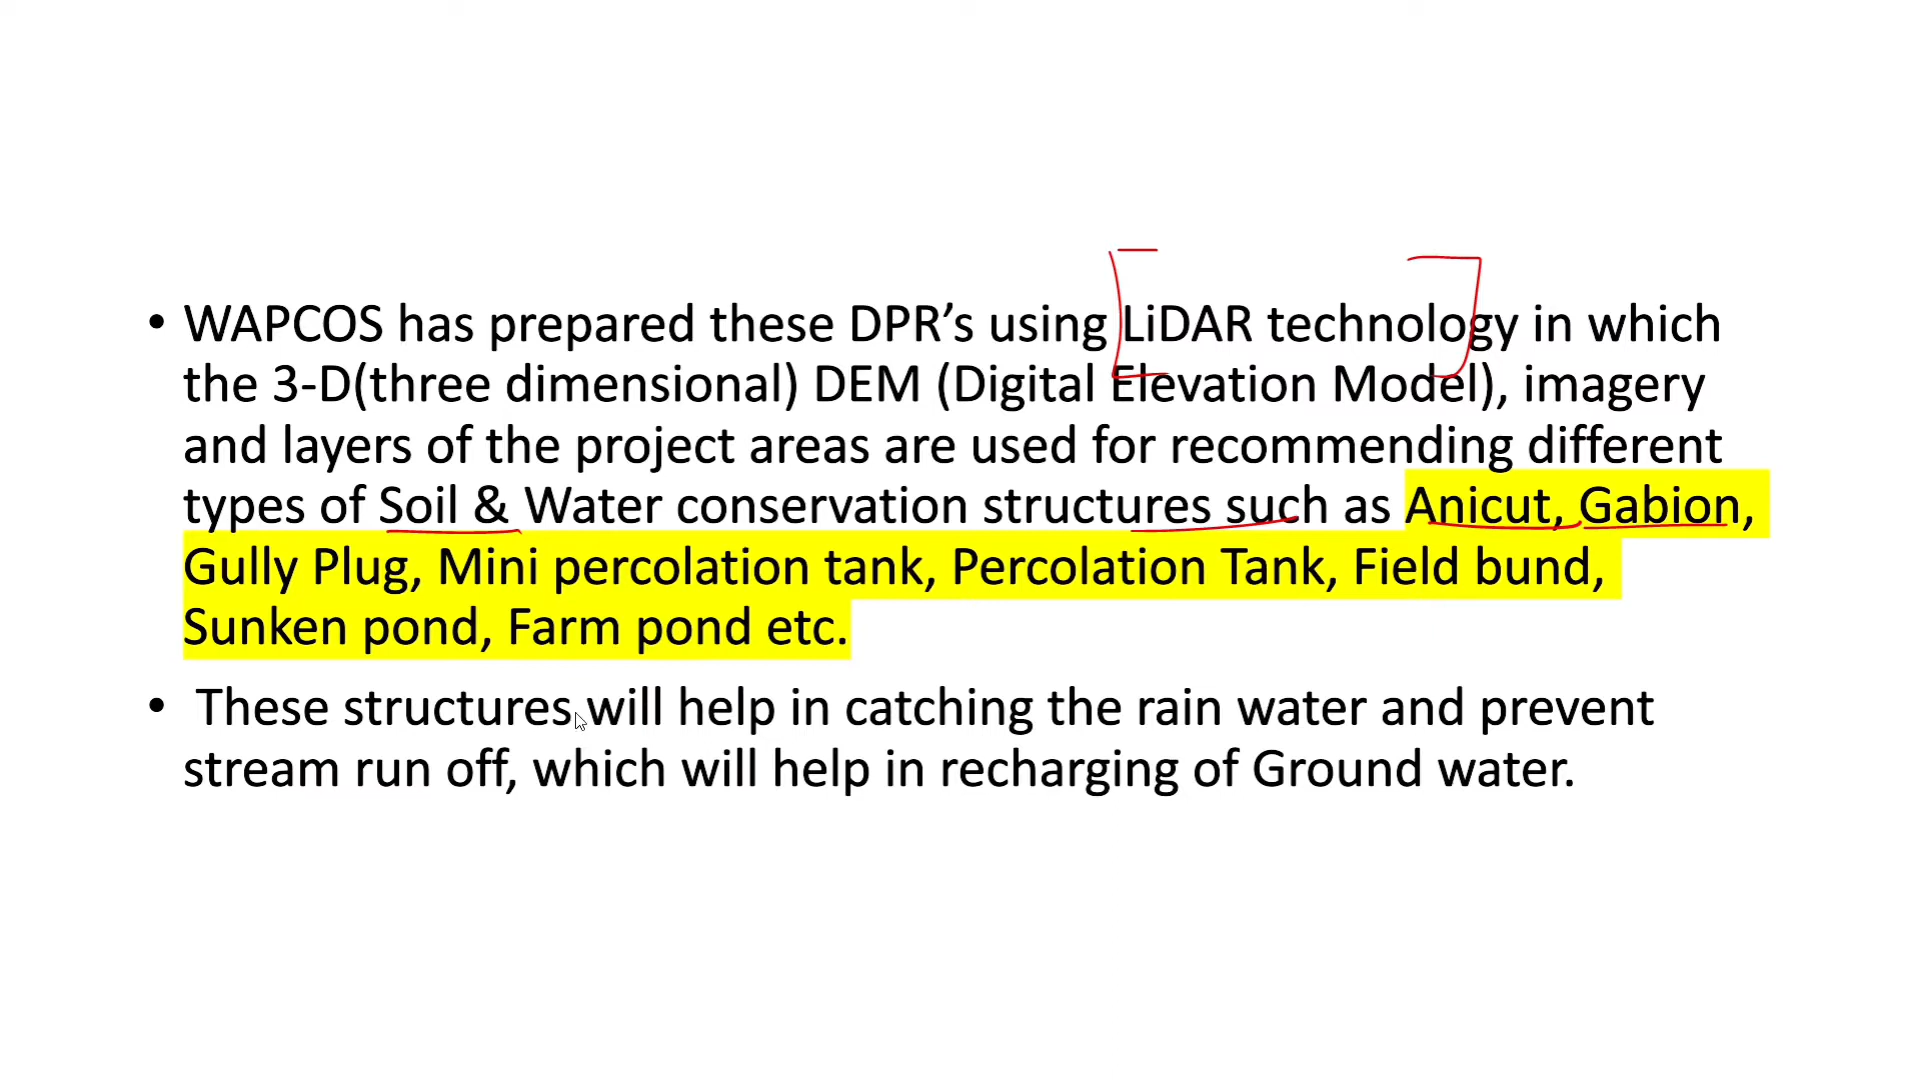 • WAPCOS has prepared these DPR’s using LiDAR technology in which
the 3-D(three dimensional) DEM (Digital Elevation Model), imagery
and layers of the project areas are used for recommending different
types of Soil & Water conservation structures such as Anicut, Gabion,
Gully Plug, Mini percolation tank, Percolation Tank, Field bund,
Sunken pond, Farm pond etc.
• These structures will help in catching the rain water and prevent
stream run off, which will help in recharging of Ground water.